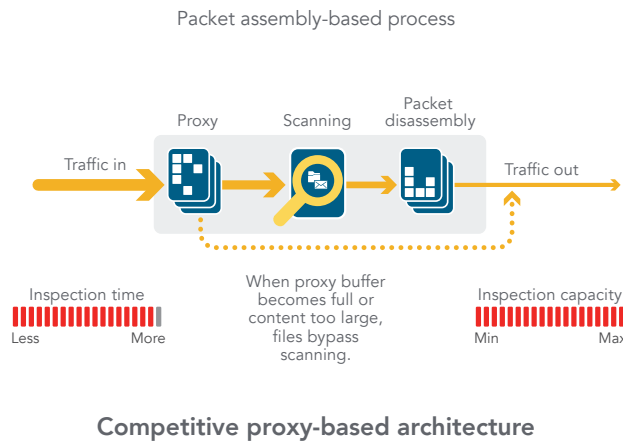 Packet assembly-based process
Proxy
Scanning
Packet
disassembly
Traffic in
Traffic out
When proxy buffer
becomes full or
content too large,
files bypass
scanning.
Inspection time
Less
More
Inspection capacity
Min
Max
Competitive proxy-based architecture